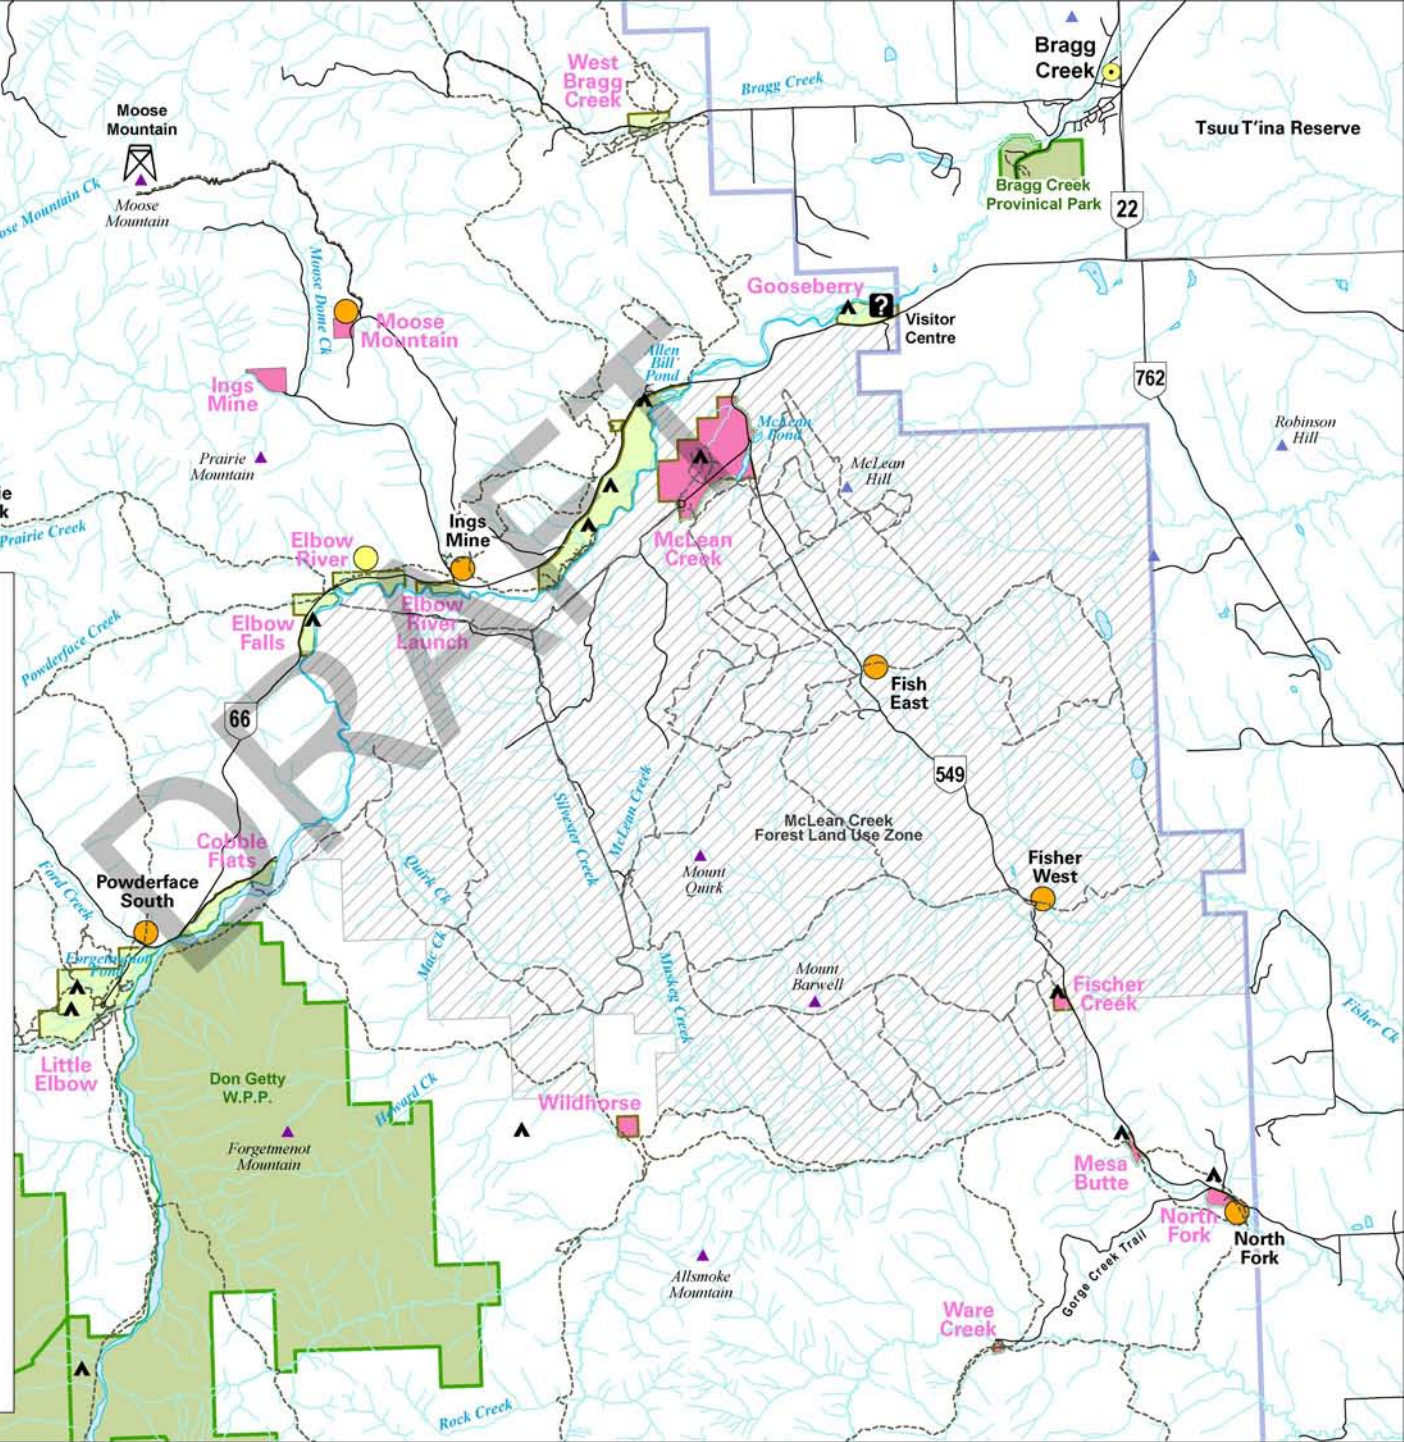 West
Bragg
Creek
Bragg Creek
Bragg
Creek
Tsuu T'ina Reserve
Moose
Mountain
Moose
Mountain
Mountain Ck
Bragg Creek
Provinical Park
22
Moose Dome Ck
Gooseberry
?
Visitor
Centre
Moose
Mountain
Allen
Bill
Pond
Ings
Mine
762
McLean
Pond
Robinson
Hill
Prairie
Mountain
McLean
Hill
Prairie Creek
Ings
Mine
Elbow
River
McLean
Creek
Elbow
River
Launch
Elbow
Falls
Powderface Creek
Fish
East
66
DRAFT
549
Silvester Creek
McLean Creek
McLean Creek
Forest Land Use Zone
Cobble
Flats
Quirk Ck
Mount
Quirk
Fisher
West
Ford Creek
Powderface
South
Mac Ck
Muskeg Creek
Forgetmenot
Pond
Mount
Barwell
Fischer
Creek
Fisher Ck
Little
Elbow
Don Getty
W.P.P.
Howard Ck
Wildhorse
Forgetmenot
Mountain
Mesa
Butte
North
Fork
North
Fork
Gorge Creek Trail
Allsmoke
Mountain
Ware
Creek
Rock Creek